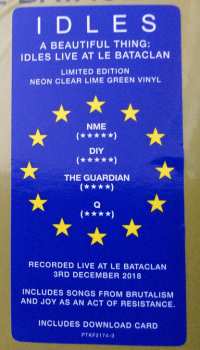 IDLES
A BEAUTIFUL THING:
IDLES LIVE AT LE BATACLAN
LIMITED EDITION
NEON CLEAR LIME GREEN VINYL
NME
(*****)
DIY
(*****)
THE GUARDIAN
(****)
Q
(****)
RECORDED LIVE AT LE BATACLAN
3RD DECEMBER 2018
INCLUDES SONGS FROM BRUTALISM
AND JOY AS AN ACT OF RESISTANCE.
INCLUDES DOWNLOAD CARD
PTKF2174-3